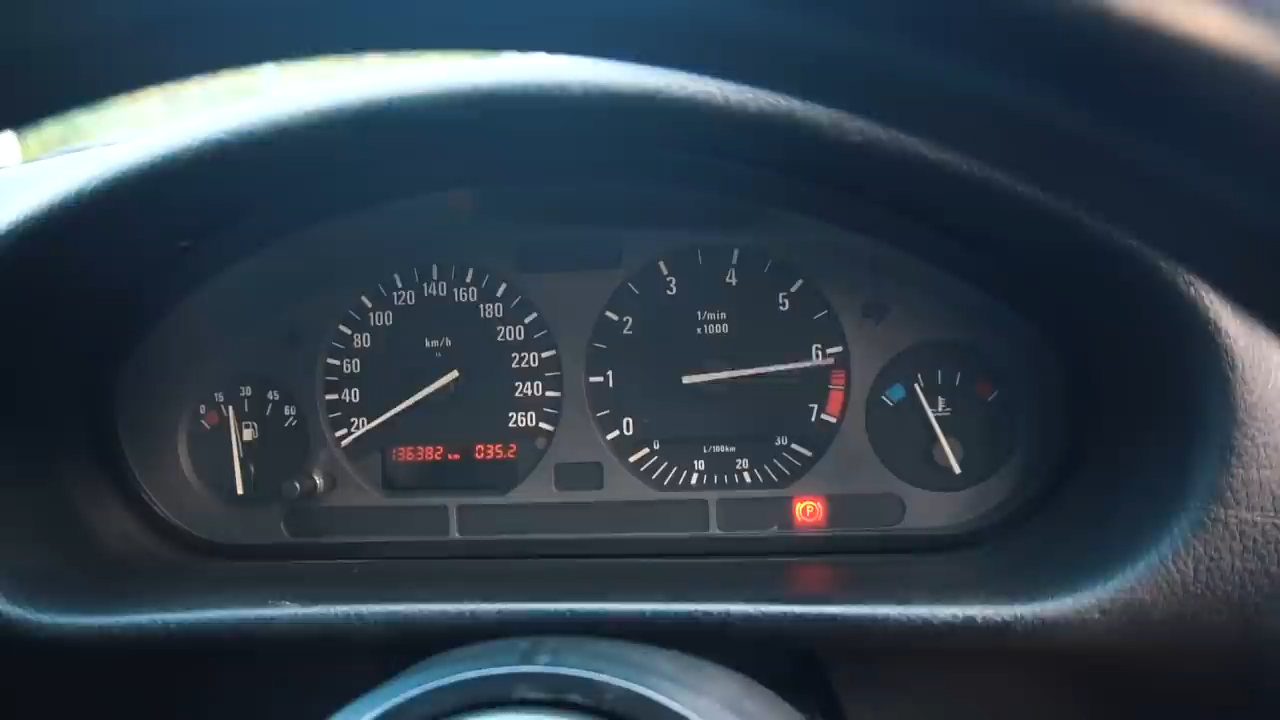 0 15 30 45 60
20 40 60 80 100 120 140 160 180 200 220 240 260
km/h
136382 km 035.2
0 1 2 3 4 5 6 7
1/min
x1000
0 10 20 30
L/100km
P